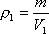 ρ₁ = m / V₁